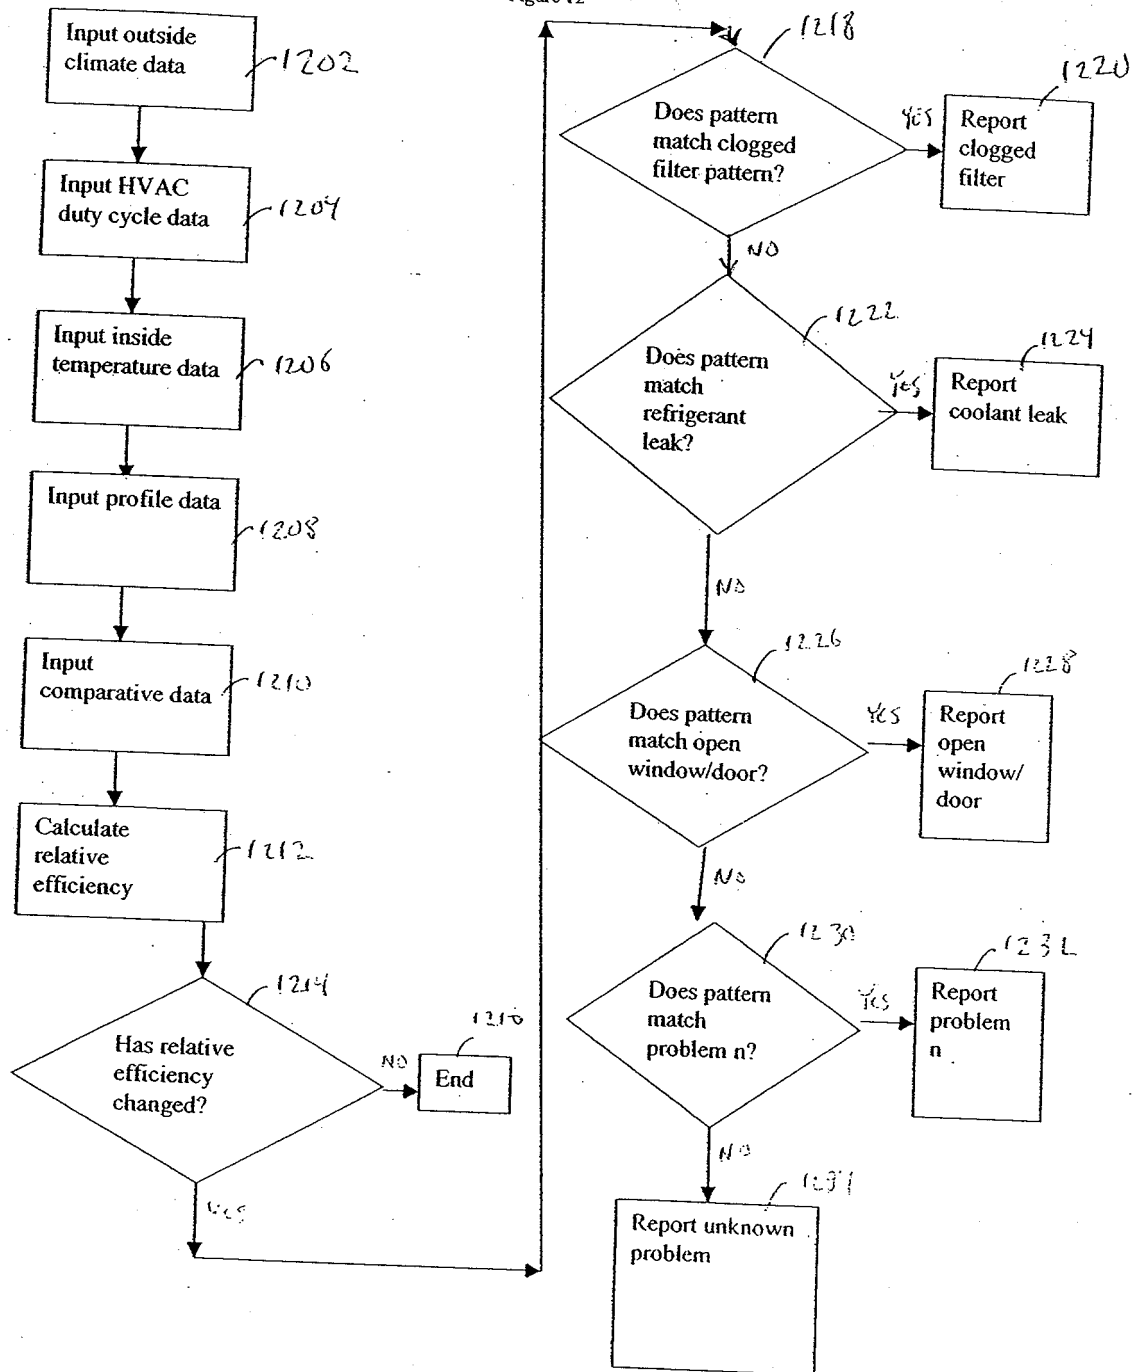 Input outside
climate data
1202
Input HVAC
duty cycle data
1204
Input inside
temperature data
1206
Input profile data
1208
Input
comparative data
1210
Calculate
relative
efficiency
1212
1214
Has relative
efficiency
changed?
NO
End
YES
1218
Does pattern
match clogged
filter pattern?
YES
1220
Report
clogged
filter
NO
1222
Does pattern
match
refrigerant
leak?
YES
1224
Report
coolant leak
NO
1226
Does pattern
match open
window/door?
YES
1228
Report
open
window/
door
NO
1230
Does pattern
match
problem n?
YES
1232
Report
problem
n
NO
Report unknown
problem